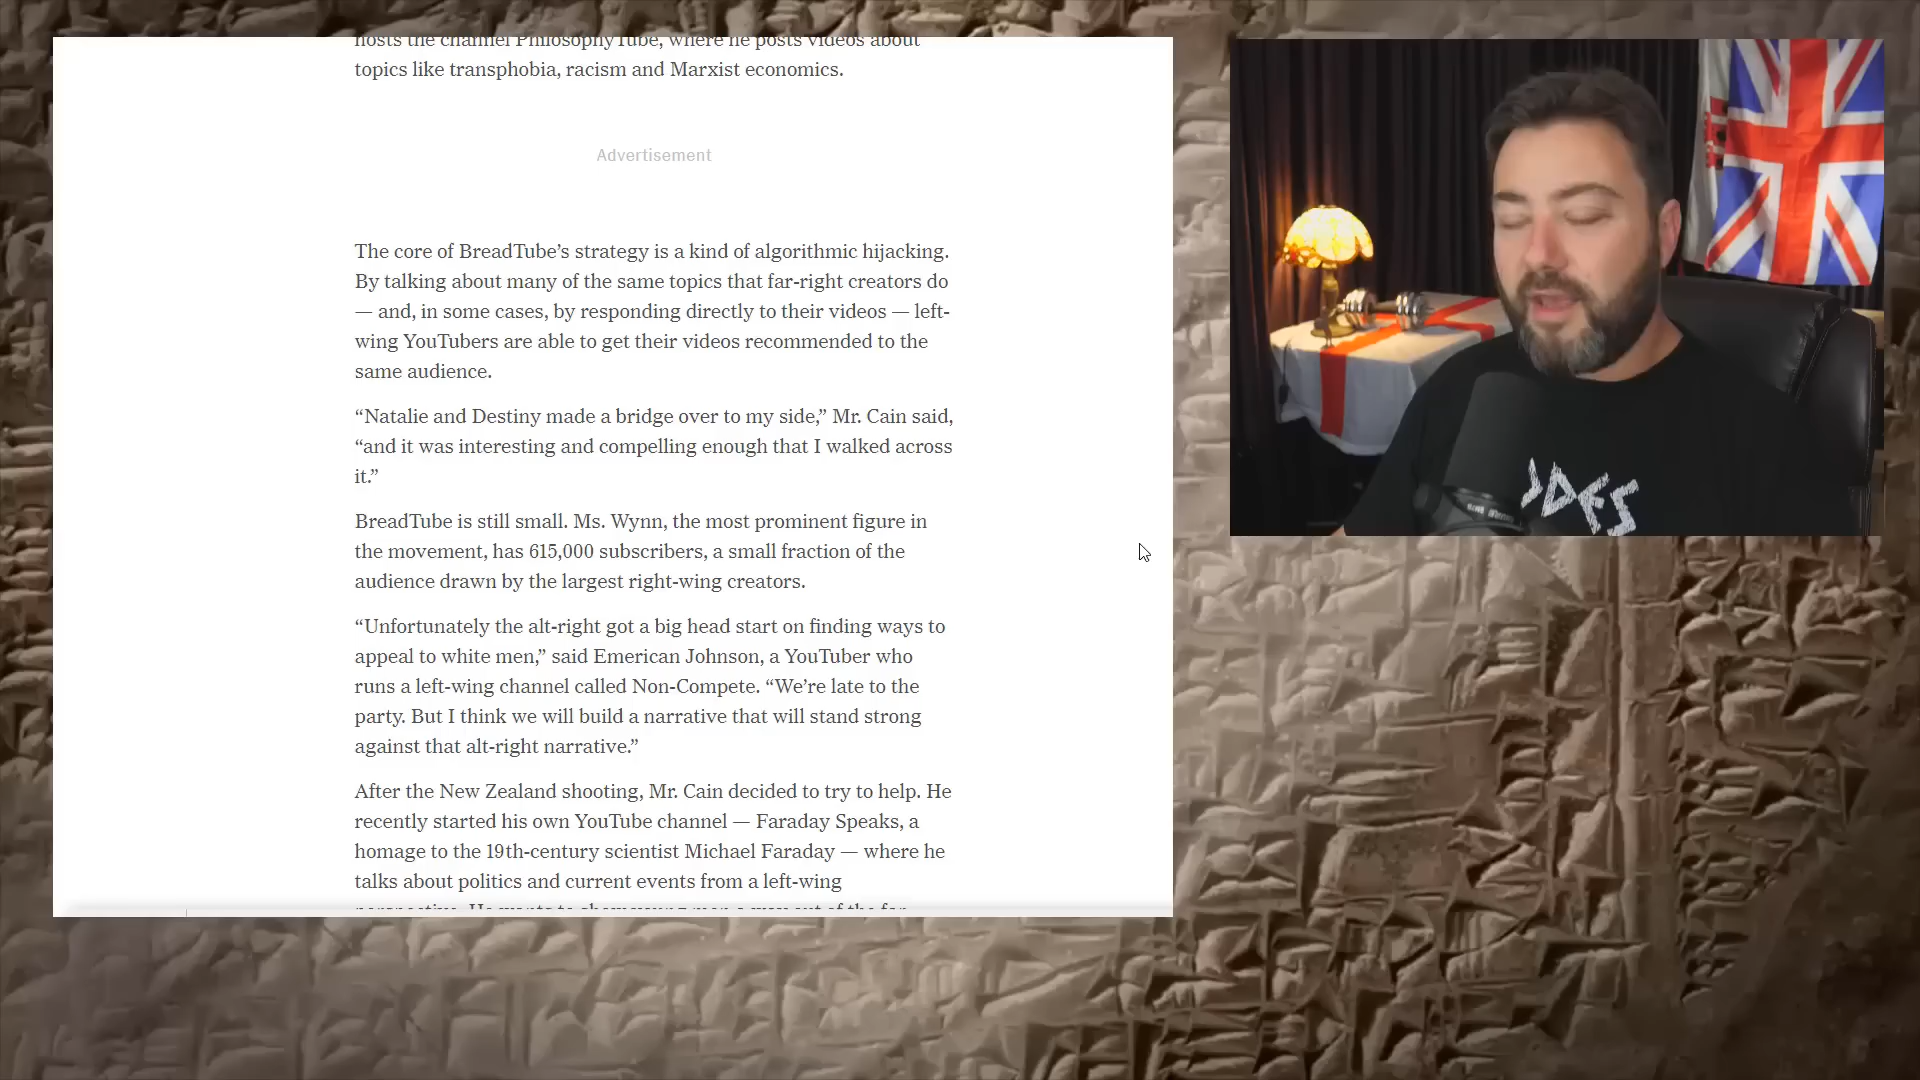 hosts the channel PhilosophyTube, where he posts videos about
topics like transphobia, racism and Marxist economics.
Advertisement
The core of BreadTube’s strategy is a kind of algorithmic hijacking.
By talking about many of the same topics that far-right creators do
— and, in some cases, by responding directly to their videos — left-
wing YouTubers are able to get their videos recommended to the
same audience.
“Natalie and Destiny made a bridge over to my side,” Mr. Cain said,
“and it was interesting and compelling enough that I walked across
it.”
BreadTube is still small. Ms. Wynn, the most prominent figure in
the movement, has 615,000 subscribers, a small fraction of the
audience drawn by the largest right-wing creators.
“Unfortunately the alt-right got a big head start on finding ways to
appeal to white men,” said Emerican Johnson, a YouTuber who
runs a left-wing channel called Non-Compete. “We’re late to the
party. But I think we will build a narrative that will stand strong
against that alt-right narrative.”
After the New Zealand shooting, Mr. Cain decided to try to help. He
recently started his own YouTube channel — Faraday Speaks, a
homage to the 19th-century scientist Michael Faraday — where he
talks about politics and current events from a left-wing